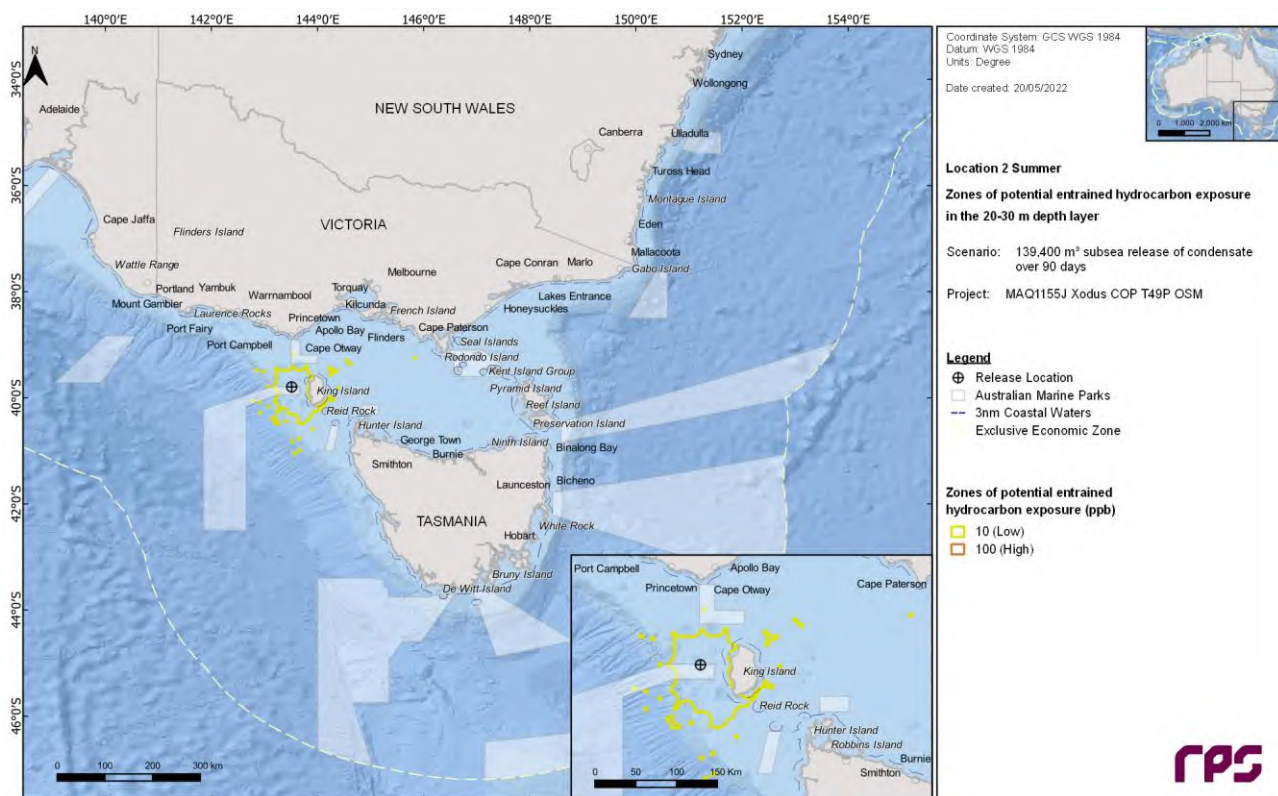 140°0'E 142°0'E 144°0'E 146°0'E 148°0'E 150°0'E 152°0'E 154°0'E
34°0'S
36°0'S
38°0'S
40°0'S
42°0'S
44°0'S
46°0'S
N
Sydney
Wollongong
NEW SOUTH WALES
Adelaide
Canberra
Ulladulla
Tuross Head
Montague Island
Cape Jaffa
Flinders Island
VICTORIA
Eden
Mallacoota
Gabo Island
Wattle Range
Melbourne
Cape Conran
Marlo
Portland
Yambuk
Torquay
Mount Gambier
Warrnambool
Kilcunda
Lakes Entrance
Laurence Rocks
French Island
Honeysuckles
Princetown
Port Fairy
Apollo Bay
Flinders
Cape Paterson
Port Campbell
Cape Otway
Seal Islands
Rodondo Island
Kent Island Group
King Island
Pyramid Island
Reid Rock
Reef Island
Hunter Island
Preservation Island
George Town
Ninth Island
Burnie
Binalong Bay
Smithton
Launceston
Bicheno
TASMANIA
White Rock
Hobart
Bruny Island
De Witt Island
0 100 200 300 km
Port Campbell
Apollo Bay
Princetown
Cape Otway
Cape Paterson
King Island
Reid Rock
Hunter Island
Robbins Island
Burnie
Smithton
0 50 100 150 Km
Coordinate System: GCS WGS 1984
Datum: WGS 1984
Units: Degree
Date created: 20/05/2022
0 1,000 2,000 km
Location 2 Summer
Zones of potential entrained hydrocarbon exposure
in the 20-30 m depth layer
Scenario: 139,400 m³ subsea release of condensate
over 90 days
Project: MAQ1155J Xodus COP T49P OSM
Legend
Release Location
Australian Marine Parks
3nm Coastal Waters
Exclusive Economic Zone
Zones of potential entrained
hydrocarbon exposure (ppb)
10 (Low)
100 (High)
rps